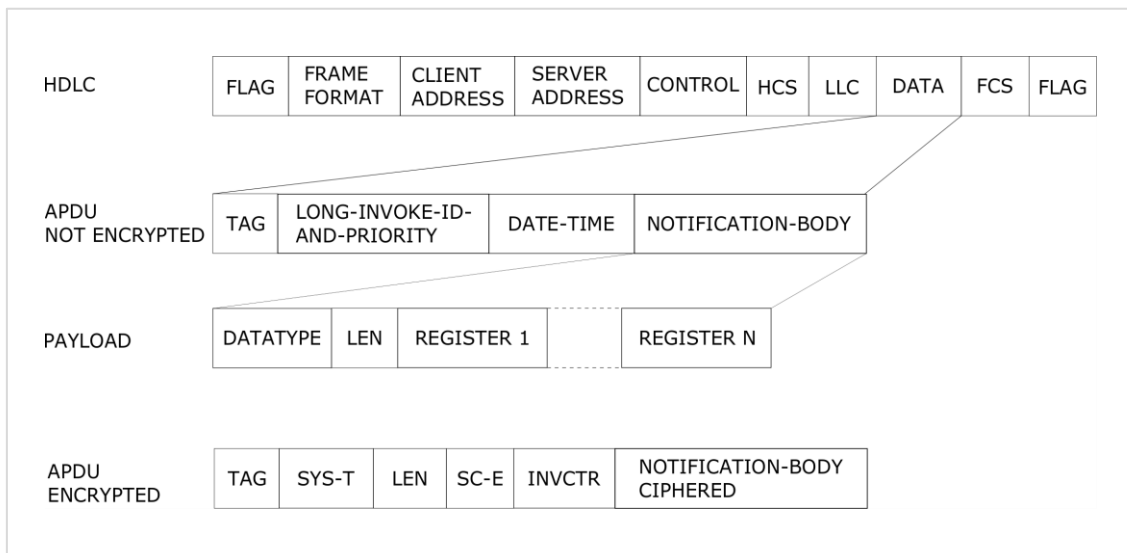 HDLC
FLAG
FRAME
FORMAT
CLIENT
ADDRESS
SERVER
ADDRESS
CONTROL
HCS
LLC
DATA
FCS
FLAG
APDU
NOT ENCRYPTED
TAG
LONG-INVOKE-ID-
AND-PRIORITY
DATE-TIME
NOTIFICATION-BODY
PAYLOAD
DATATYPE
LEN
REGISTER 1
REGISTER N
APDU
ENCRYPTED
TAG
SYS-T
LEN
SC-E
INVCTR
NOTIFICATION-BODY
CIPHERED